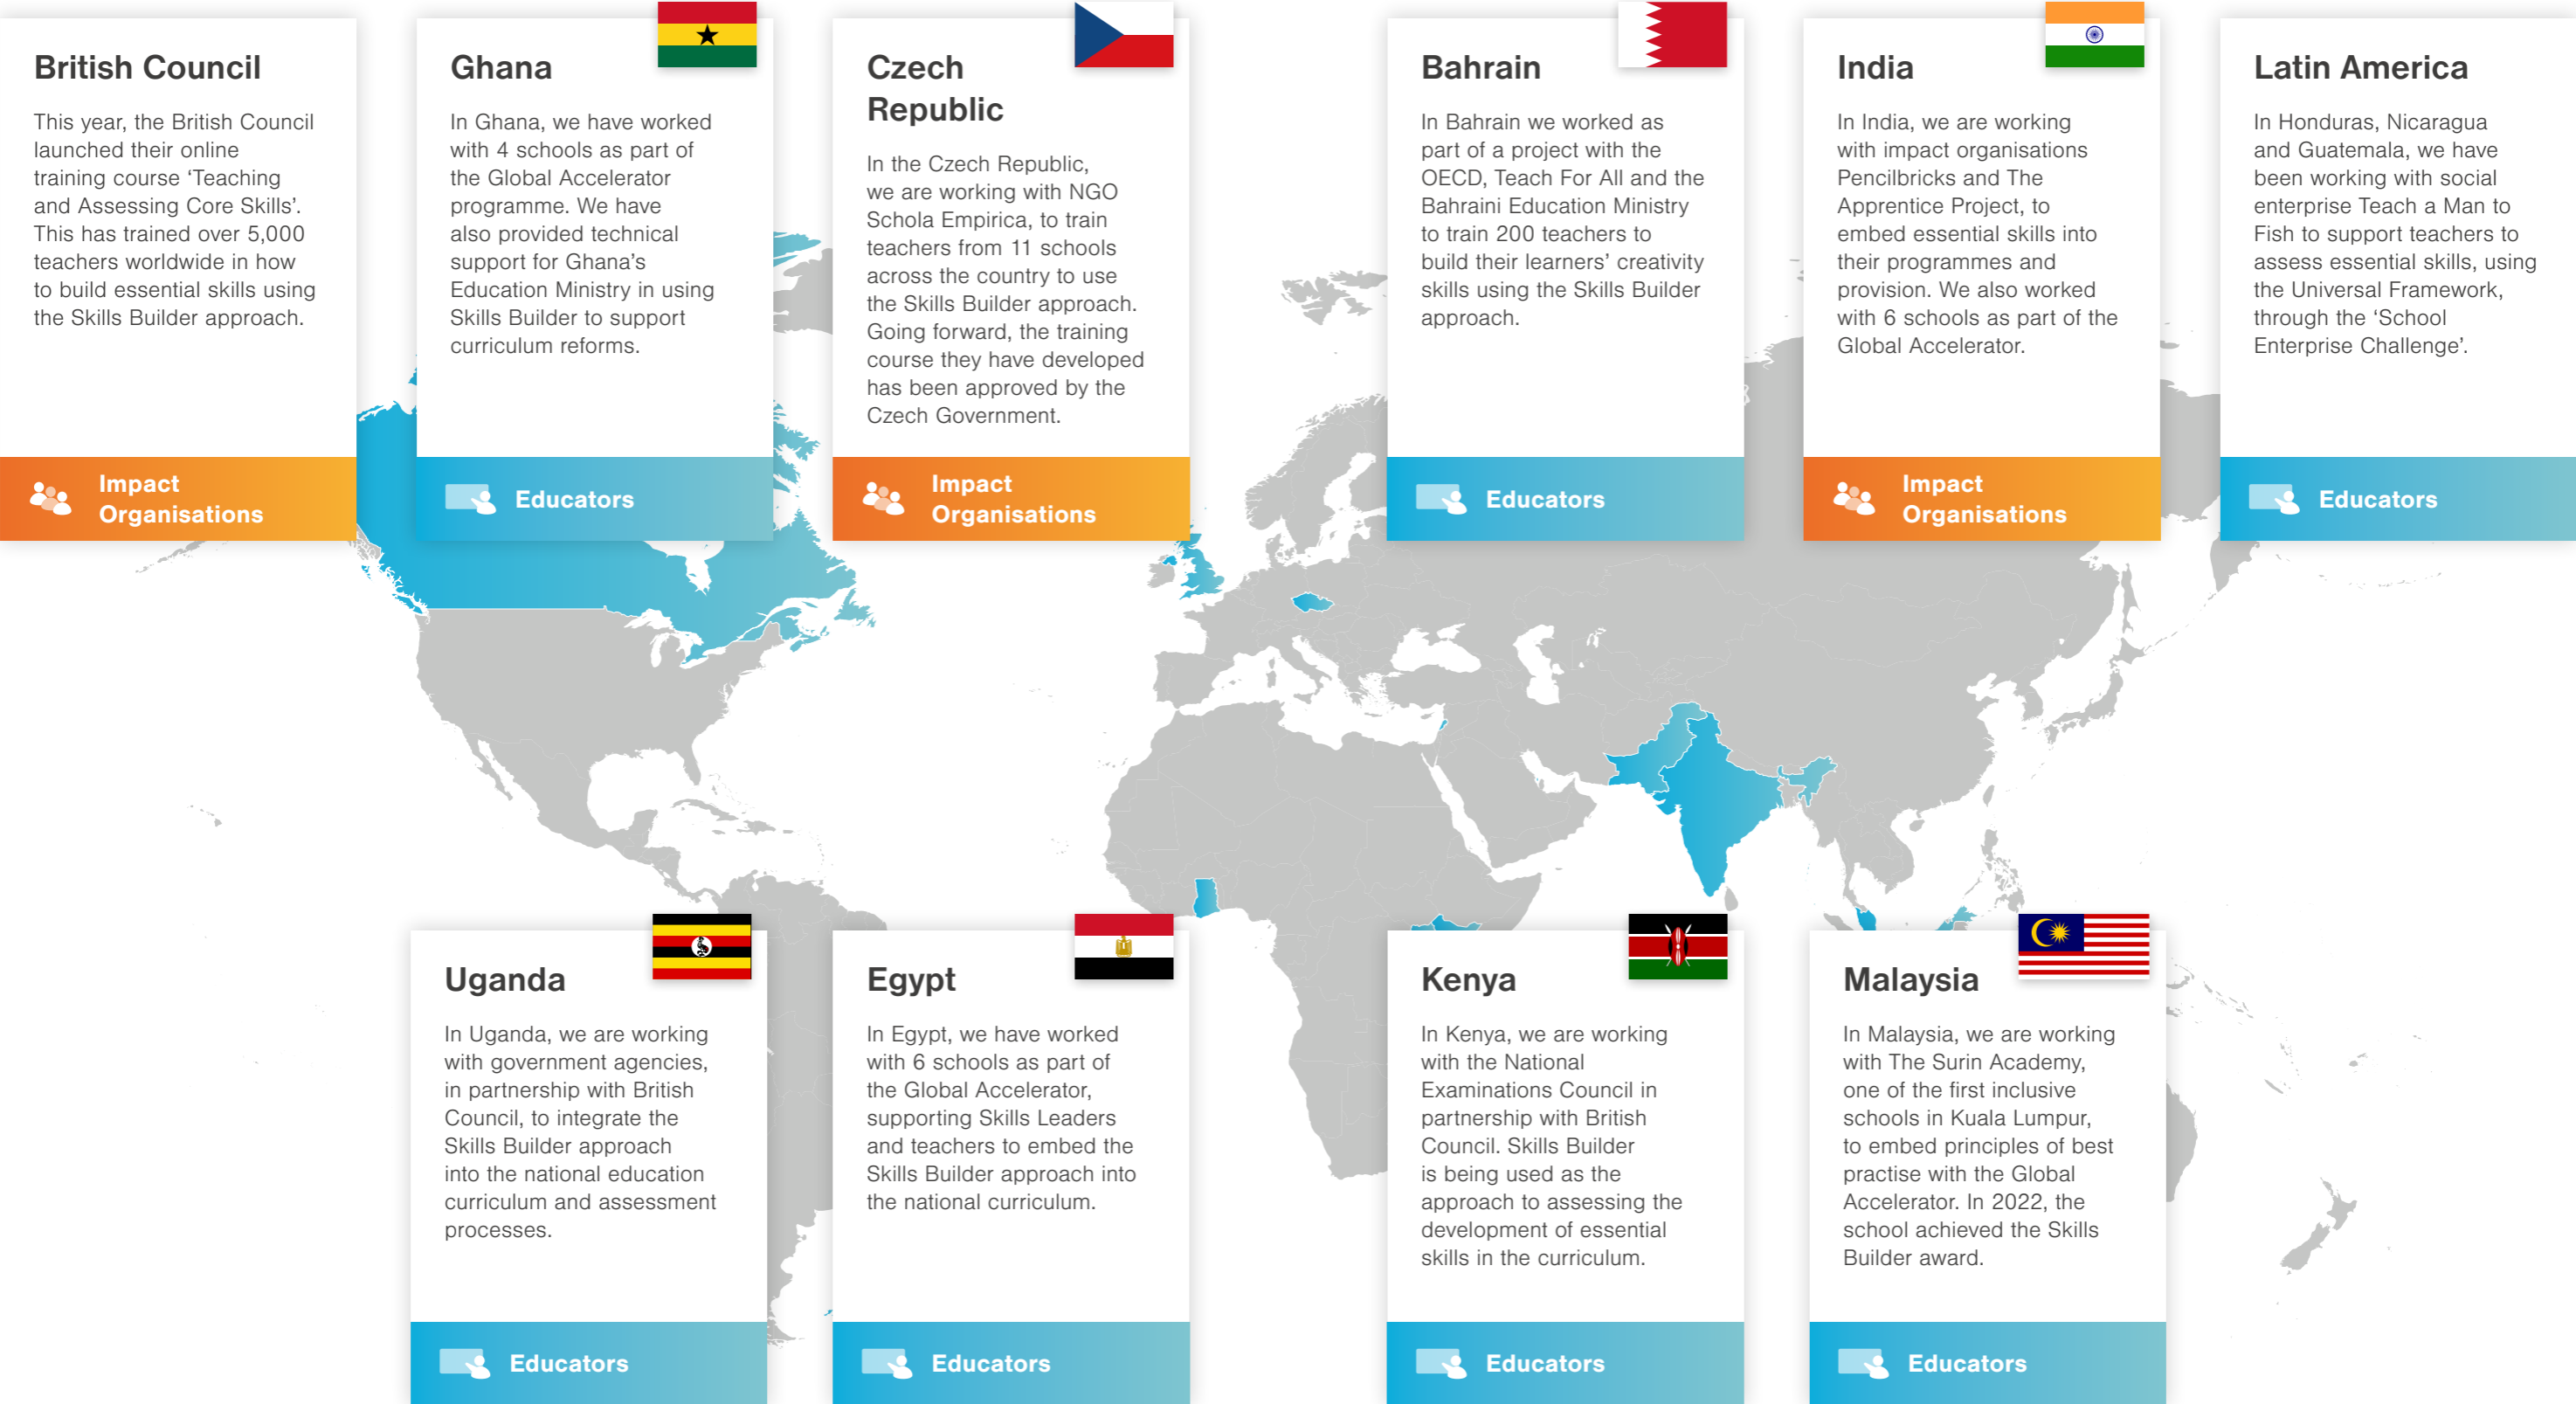 British Council
This year, the British Council
launched their online
training course ‘Teaching
and Assessing Core Skills’.
This has trained over 5,000
teachers worldwide in how
to build essential skills using
the Skills Builder approach.
Impact
Organisations
Ghana
In Ghana, we have worked
with 4 schools as part of
the Global Accelerator
programme. We have
also provided technical
support for Ghana’s
Education Ministry in using
Skills Builder to support
curriculum reforms.
Educators
Czech
Republic
In the Czech Republic,
we are working with NGO
Schola Empirica, to train
teachers from 11 schools
across the country to use
the Skills Builder approach.
Going forward, the training
course they have developed
has been approved by the
Czech Government.
Impact
Organisations
Bahrain
In Bahrain we worked as
part of a project with the
OECD, Teach For All and the
Bahraini Education Ministry
to train 200 teachers to
build their learners’ creativity
skills using the Skills Builder
approach.
Educators
India
In India, we are working
with impact organisations
Pencilbricks and The
Apprentice Project, to
embed essential skills into
their programmes and
provision. We also worked
with 6 schools as part of the
Global Accelerator.
Impact
Organisations
Latin America
In Honduras, Nicaragua
and Guatemala, we have
been working with social
enterprise Teach a Man to
Fish to support teachers to
assess essential skills, using
the Universal Framework,
through the ‘School
Enterprise Challenge’.
Educators
Uganda
In Uganda, we are working
with government agencies,
in partnership with British
Council, to integrate the
Skills Builder approach
into the national education
curriculum and assessment
processes.
Educators
Egypt
In Egypt, we have worked
with 6 schools as part of
the Global Accelerator,
supporting Skills Leaders
and teachers to embed the
Skills Builder approach into
the national curriculum.
Educators
Kenya
In Kenya, we are working
with the National
Examinations Council in
partnership with British
Council. Skills Builder
is being used as the
approach to assessing the
development of essential
skills in the curriculum.
Educators
Malaysia
In Malaysia, we are working
with The Surin Academy,
one of the first inclusive
schools in Kuala Lumpur,
to embed principles of best
practise with the Global
Accelerator. In 2022, the
school achieved the Skills
Builder award.
Educators